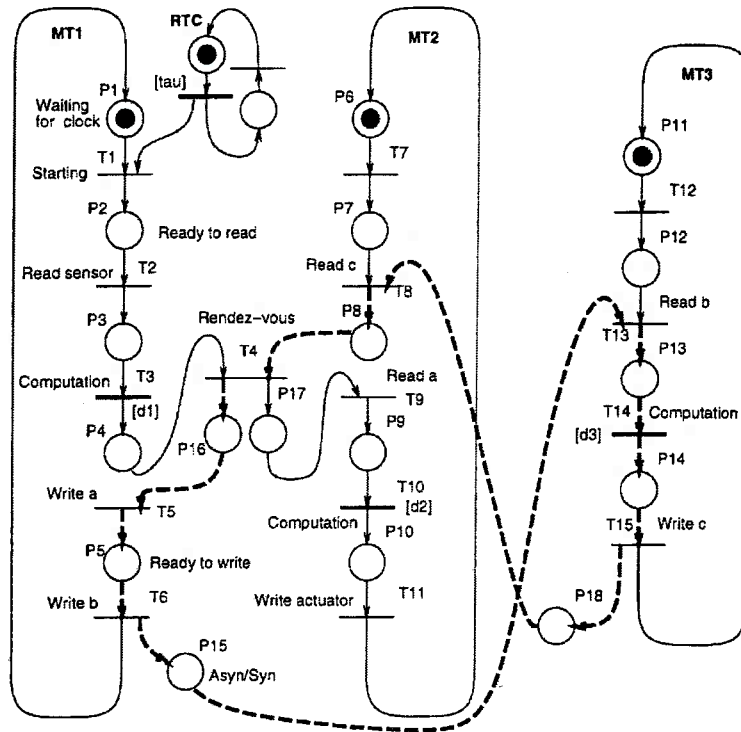 MT1
RTC
MT2
MT3
[tau]
P1
Waiting
for clock
P6
P11
T1
Starting
T7
T12
P2
Ready to read
P7
P12
T2
Read sensor
Read c
T8
Read b
T13
P3
Rendez-vous
P8
P13
T3
Computation
T4
P17
Read a
T9
T14
Computation
[d1]
[d3]
P4
P16
P9
P14
Write a
T5
T10
[d2]
Computation
P10
T15
Write c
P5
Ready to write
T6
Write b
Write actuator
T11
P18
P15
Asyn/Syn